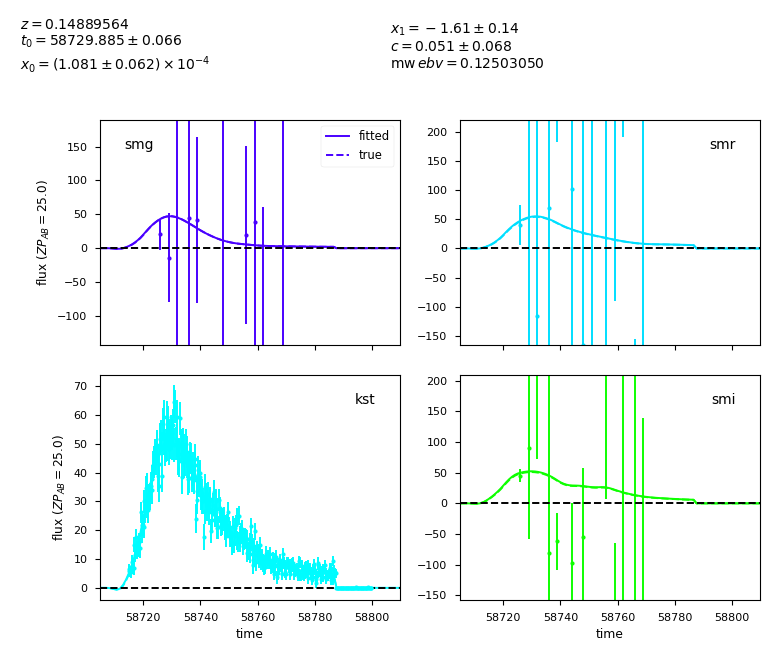 z = 0.14889564
t₀ = 58729.885 ± 0.066
x₀ = (1.081 ± 0.062) × 10⁻⁴
x₁ = −1.61 ± 0.14
c = 0.051 ± 0.068
mw ebv = 0.12503050
smg
fitted
true
150
100
50
0
−50
−100
flux (ZP_AB = 25.0)
smr
200
150
100
50
0
−50
−100
−150
kst
70
60
50
40
30
20
10
0
flux (ZP_AB = 25.0)
58720 58740 58760 58780 58800
time
smi
200
150
100
50
0
−50
−100
−150
58720 58740 58760 58780 58800
time